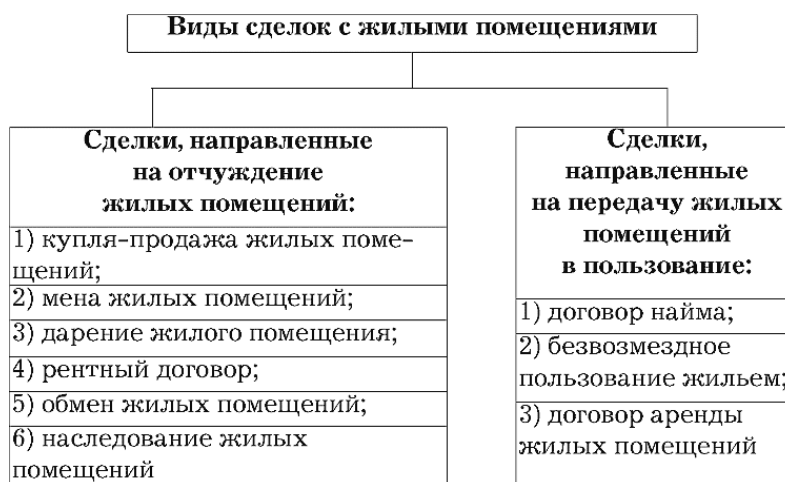 Виды сделок с жилыми помещениями
Сделки, направленные
на отчуждение
жилых помещений:
1) купля-продажа жилых поме-
щений;
2) мена жилых помещений;
3) дарение жилого помещения;
4) рентный договор;
5) обмен жилых помещений;
6) наследование жилых
помещений
Сделки,
направленные
на передачу жилых
помещений
в пользование:
1) договор найма;
2) безвозмездное
пользование жильем;
3) договор аренды
жилых помещений